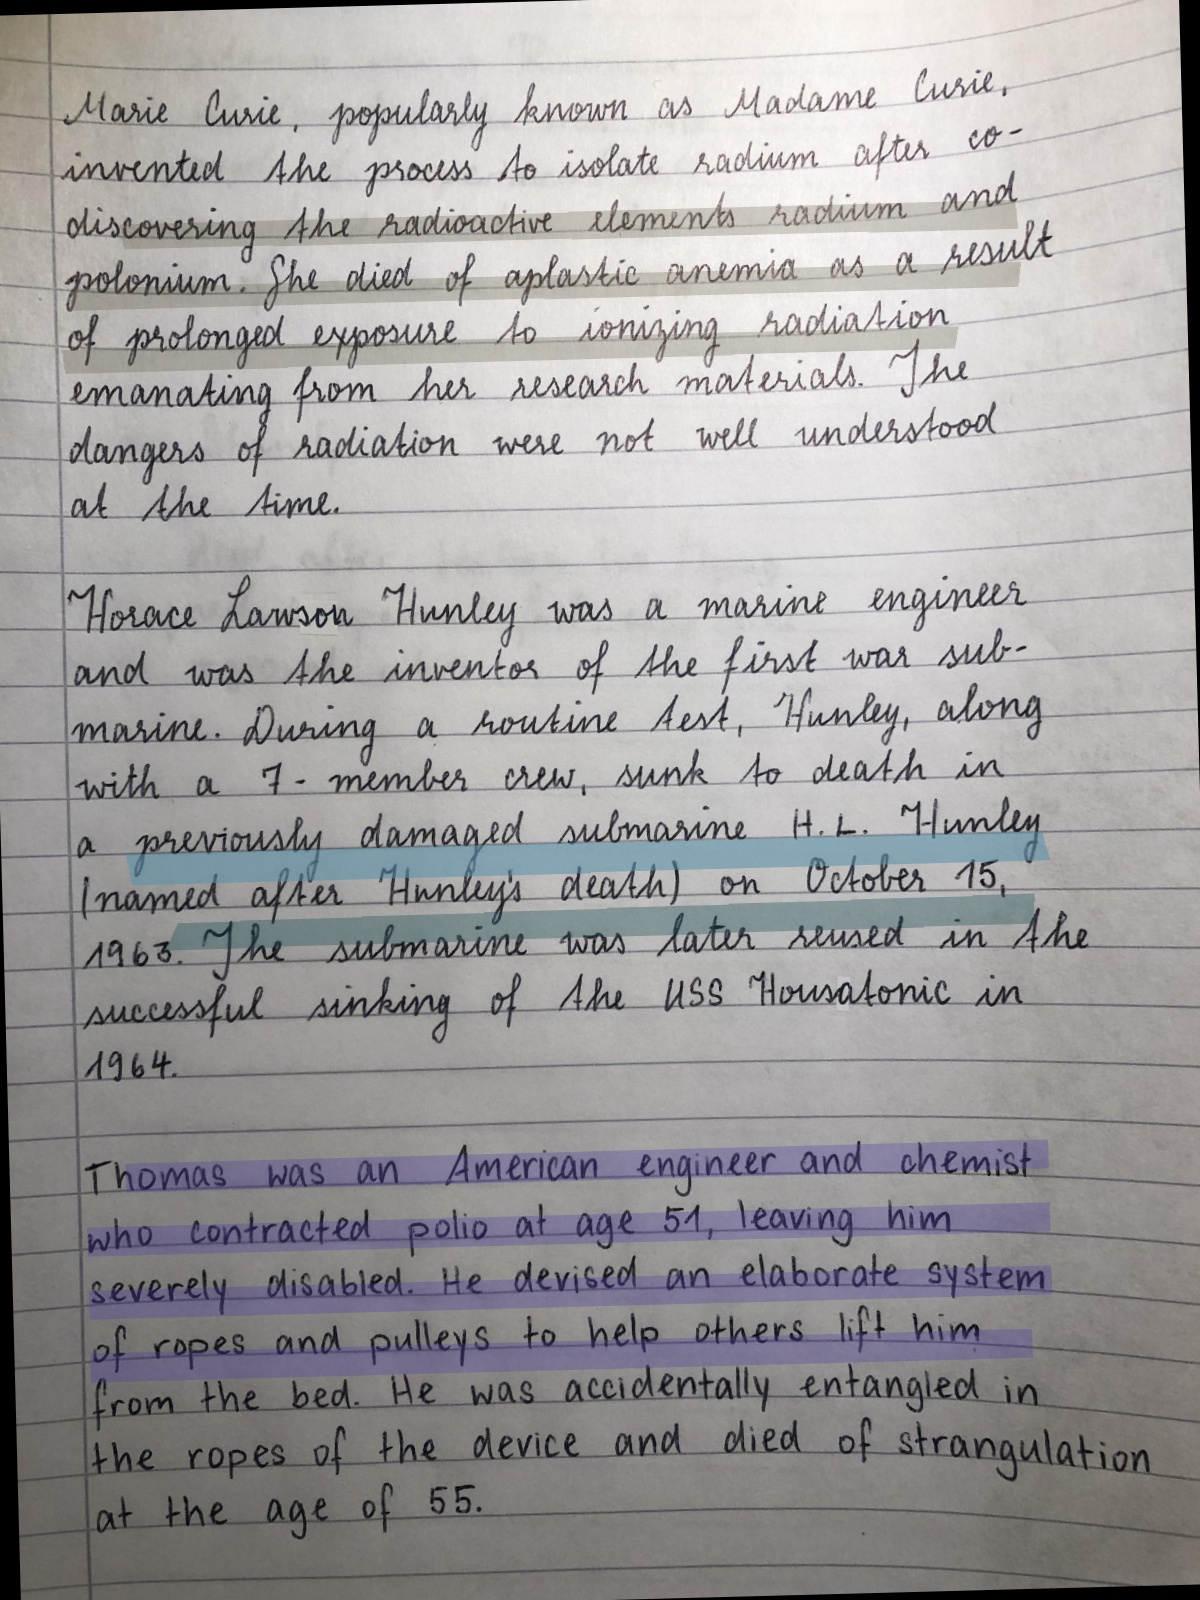 Marie Curie, popularly known as Madame Curie,
invented the process to isolate radium after co-
discovering the radioactive elements radium and
polonium. She died of aplastic anemia as a result
of prolonged exposure to ionizing radiation
emanating from her research materials. The
dangers of radiation were not well understood
at the time.
Horace Lawson Hunley was a marine engineer
and was the inventor of the first war sub-
marine. During a routine test, Hunley, along
with a 7-member crew, sunk to death in
a previously damaged submarine H.L. Hunley
(named after Hunley's death) on October 15,
1963. The submarine was later reused in the
successful sinking of the USS Housatonic in
1964.
Thomas was an American engineer and chemist
who contracted polio at age 51, leaving him
severely disabled. He devised an elaborate system
of ropes and pulleys to help others lift him
from the bed. He was accidentally entangled in
the ropes of the device and died of strangulation
at the age of 55.